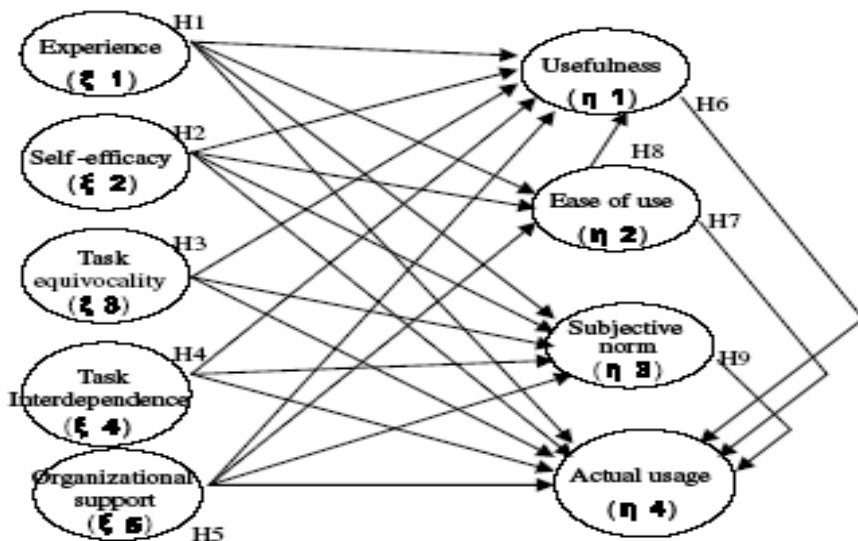 H1
Experience
(ξ 1)
H2
Self-efficacy
(ξ 2)
H3
Task
equivocality
(ξ 3)
H4
Task
Interdependence
(ξ 4)
Organizational
support
(ξ 5)
H5
Usefulness
(η 1)
H6
H8
Ease of use
(η 2)
H7
Subjective
norm
(η 3)
H9
Actual usage
(η 4)